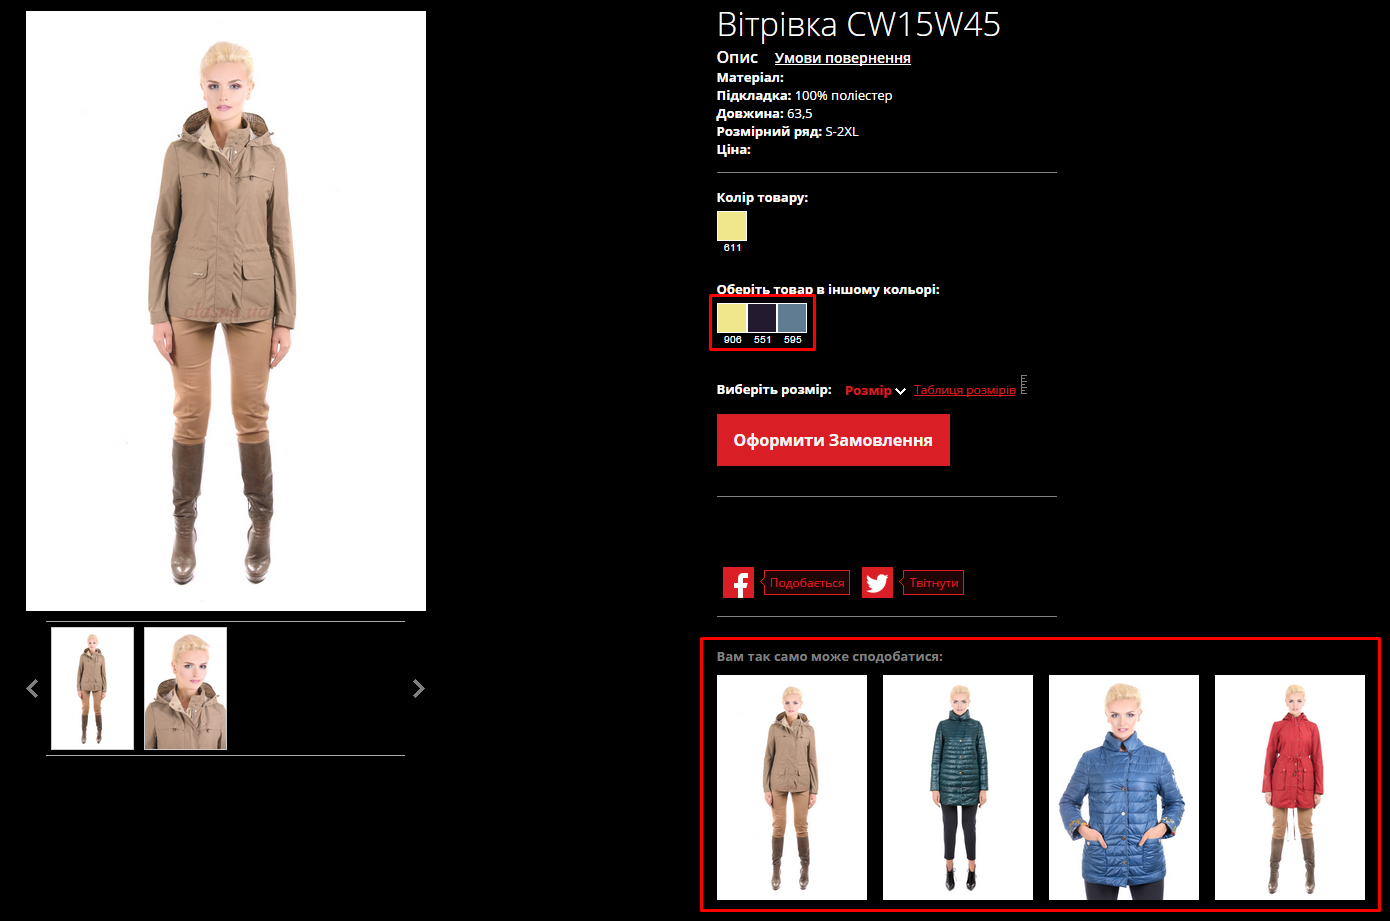 Вітрівка CW15W45
Опис Умови повернення
Матеріал:
Підкладка: 100% поліестер
Довжина: 63,5
Розмірний ряд: S-2XL
Ціна:
Колір товару:
611
Оберіть товар в іншому кольорі:
906 551 595
Виберіть розмір: Розмір Таблиця розмірів
Оформити Замовлення
Подобається Твітнути
Вам так само може сподобатися:
clasna.ua